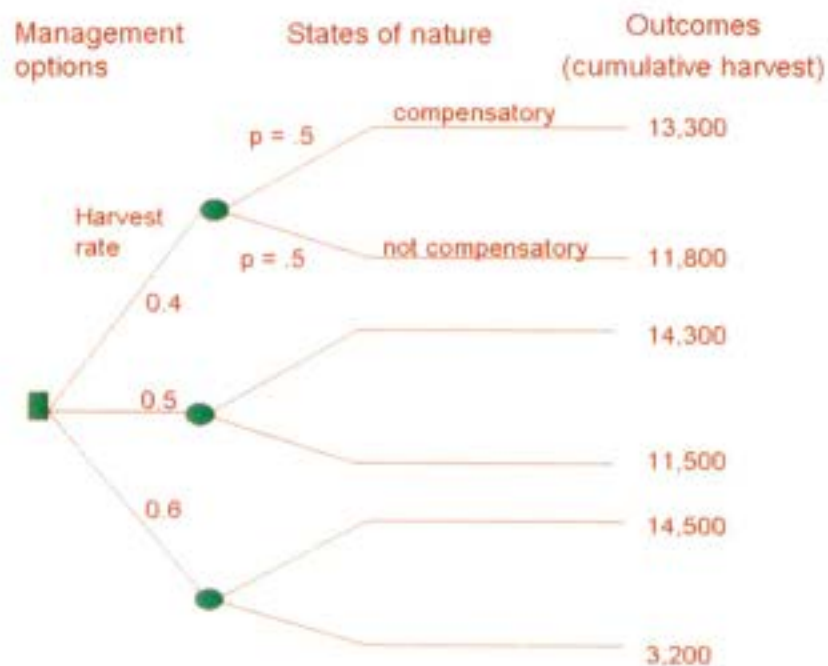 Management
options
States of nature
Outcomes
(cumulative harvest)
p = .5
compensatory
13,300
Harvest
rate
p = .5
not compensatory
11,800
0.4
14,300
0.5
11,500
0.6
14,500
3,200